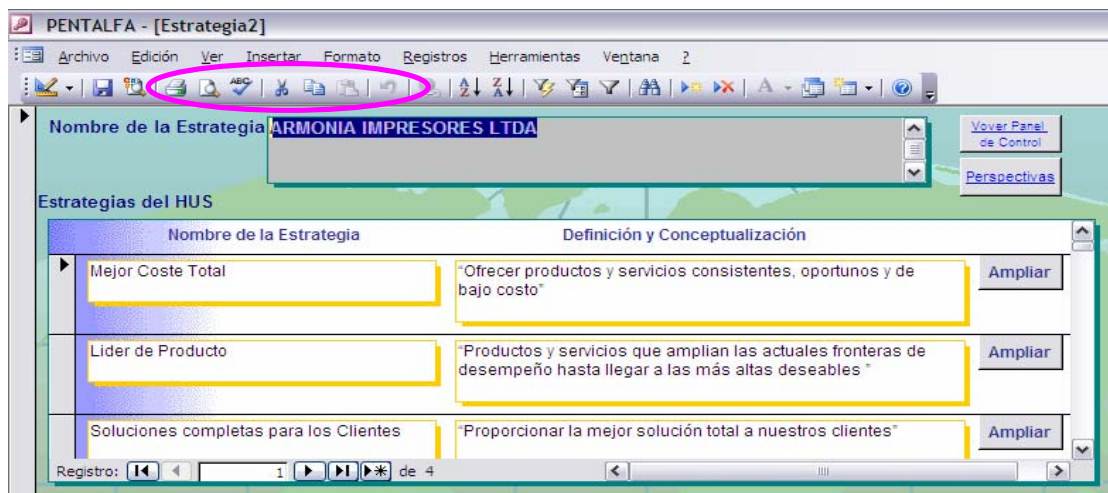 PENTALFA - [Estrategia2]
Archivo Edición Ver Insertar Formato Registros Herramientas Ventana ?
ABC A Z Z A A
Nombre de la Estrategia ARMONIA IMPRESORES LTDA
Vover Panel
de Control
Perspectivas
Estrategias del HUS
Nombre de la Estrategia Definición y Conceptualización
Mejor Coste Total "Ofrecer productos y servicios consistentes, oportunos y de Ampliar
bajo costo"
Lider de Producto "Productos y servicios que amplian las actuales fronteras de Ampliar
desempeño hasta llegar a las más altas deseables "
Soluciones completas para los Clientes "Proporcionar la mejor solución total a nuestros clientes" Ampliar
Registro: 1 de 4